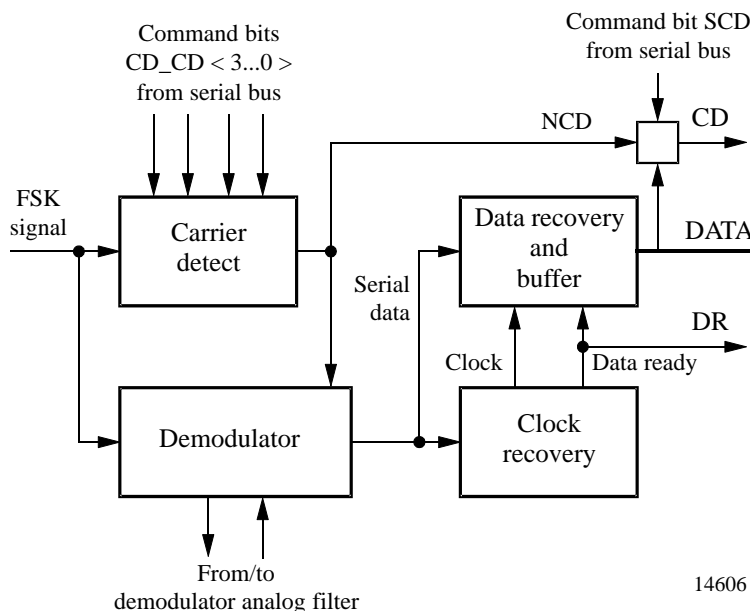 Command bits
CD_CD < 3...0 >
from serial bus
Command bit SCD
from serial bus
NCD
CD
FSK
signal
Carrier
detect
Data recovery
and
buffer
DATA
Serial
data
DR
Clock
Data ready
Demodulator
Clock
recovery
From/to
demodulator analog filter
14606